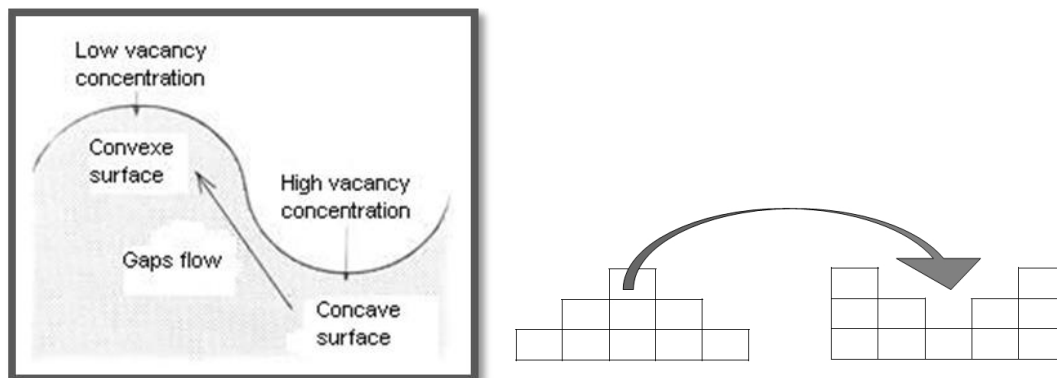 Low vacancy
concentration
Convexe
surface
High vacancy
concentration
Gaps flow
Concave
surface